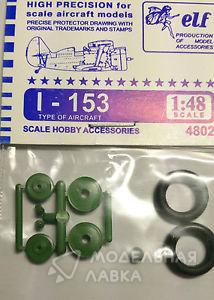 HIGH PRECISION for
scale aircraft models
PRECISE PROTECTOR DRAWING WITH
ORIGINAL TRADEMARKS AND STAMPS
elf
PRODUCTION
OF MODEL
ACCESSORIES
I - 153
TYPE OF AIRCRAFT
1:48
SCALE
SCALE HOBBY ACCESSORIES
4802
МОДЕЛЬНАЯ
ЛАВКА